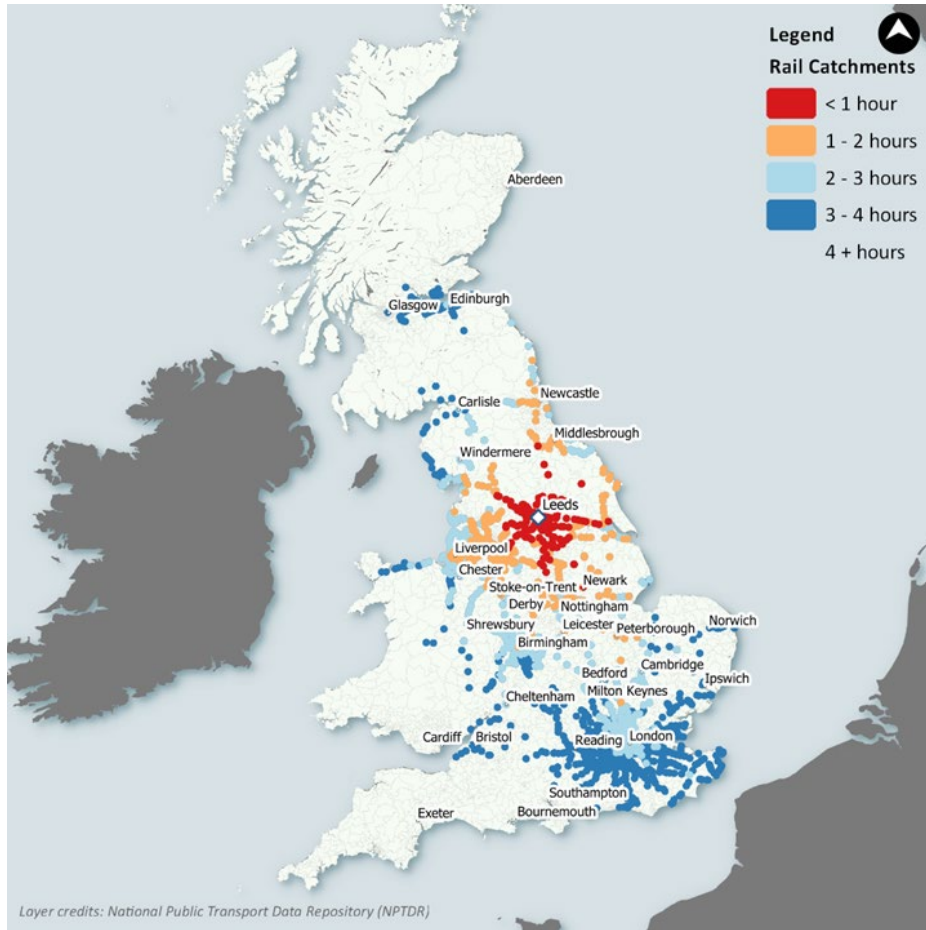 Legend
Rail Catchments
< 1 hour
1 - 2 hours
2 - 3 hours
3 - 4 hours
4 + hours
Aberdeen
Glasgow
Edinburgh
Carlisle
Newcastle
Middlesbrough
Windermere
Leeds
Liverpool
Chester
Stoke-on-Trent
Newark
Derby
Nottingham
Shrewsbury
Leicester
Peterborough
Norwich
Birmingham
Cambridge
Bedford
Ipswich
Cheltenham
Milton Keynes
Cardiff
Bristol
Reading
London
Southampton
Exeter
Bournemouth
Layer credits: National Public Transport Data Repository (NPTDR)